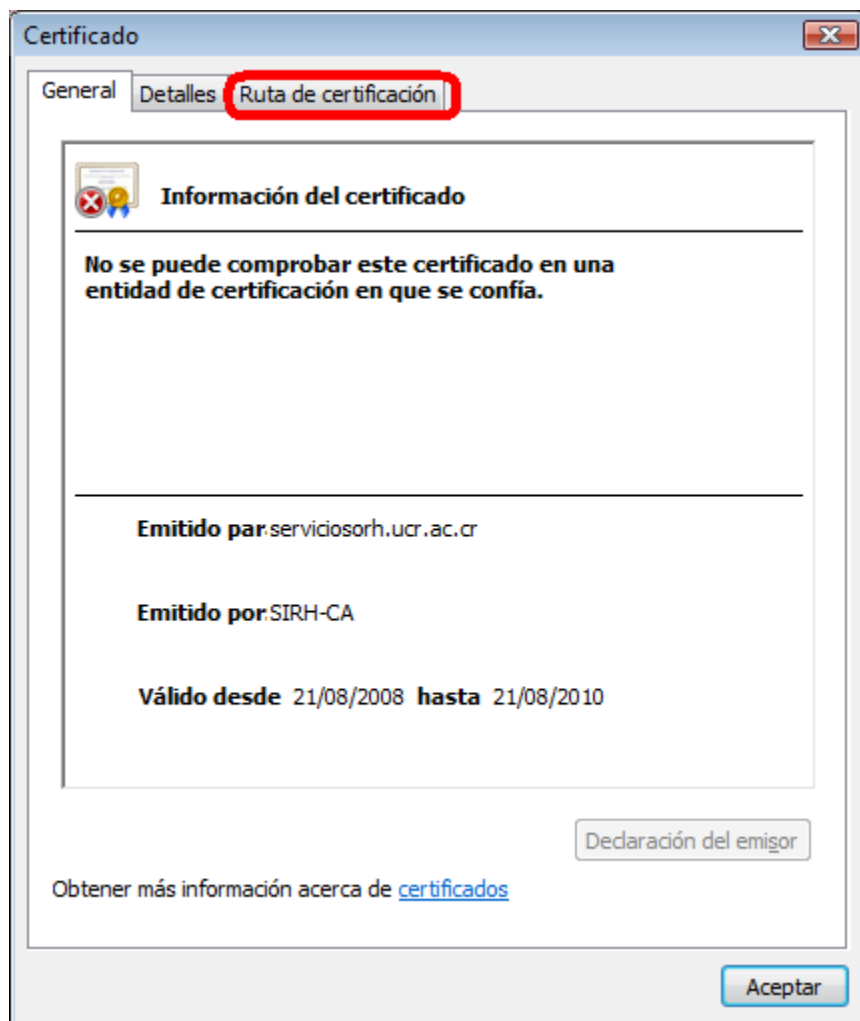 Certificado
General Detalles Ruta de certificación
Información del certificado
No se puede comprobar este certificado en una
entidad de certificación en que se confía.
Emitido par serviciosorh.ucr.ac.cr
Emitido por SIRH-CA
Válido desde 21/08/2008 hasta 21/08/2010
Declaración del emisor
Obtener más información acerca de certificados
Aceptar